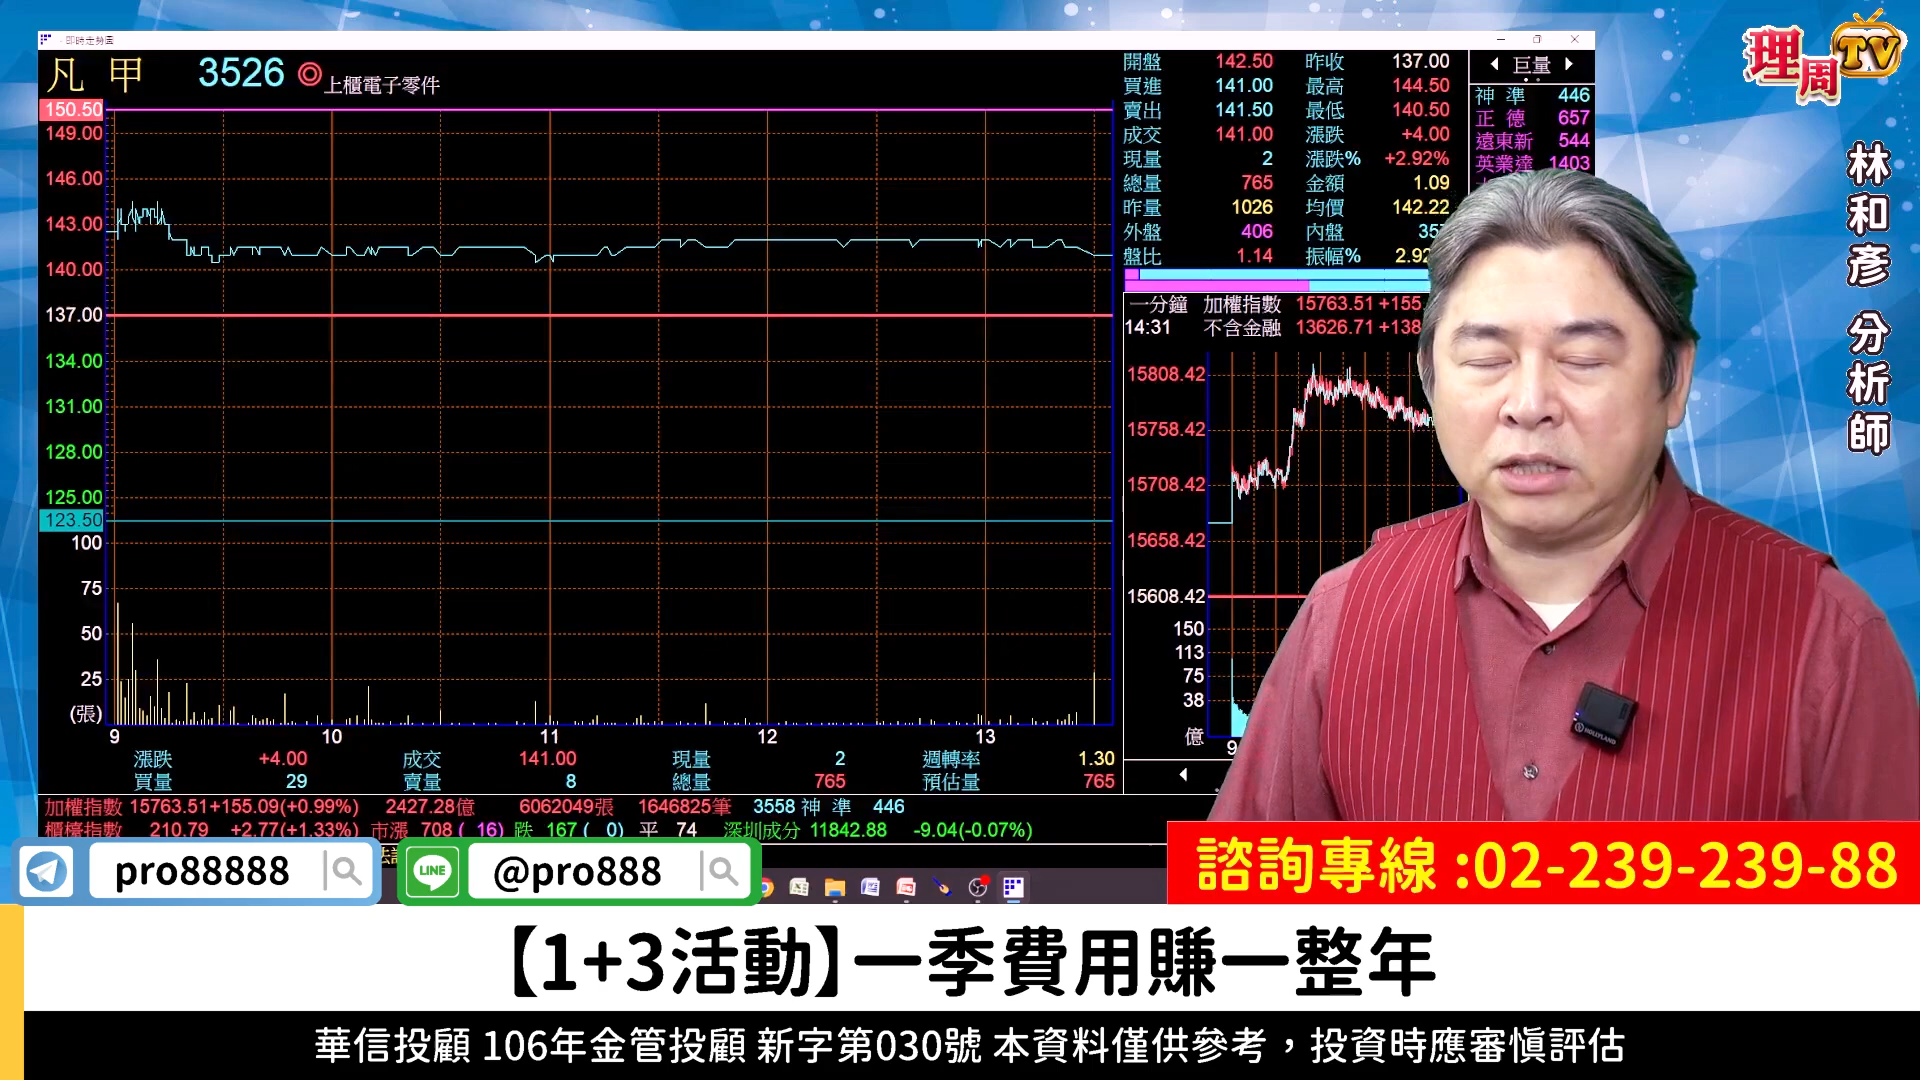 即時走勢圖
理周TV
林和彥 分析師
凡甲 3526 ◎上櫃電子零件
150.50
149.00
146.00
143.00
140.00
137.00
134.00
131.00
128.00
125.00
123.50
100
75
50
25
(張)
9 10 11 12 13
開盤 142.50 昨收 137.00
買進 141.00 最高 144.50
賣出 141.50 最低 140.50
成交 141.00 漲跌 +4.00
現量 2 漲跌% +2.92%
總量 765 金額 1.09
昨量 1026 均價 142.22
外盤 406 內盤
盤比 1.14 振幅% 2.92
巨量
神準 446
正德 657
遠東新 544
英業達 1403
一分鐘 加權指數 15763.51 +155.
14:31 不含金融 13626.71 +138
15808.42
15758.42
15708.42
15658.42
15608.42
150
113
75
38
億 9
漲跌 +4.00 成交 141.00 現量 2 週轉率 1.30
買量 29 賣量 8 總量 765 預估量 765
加權指數 15763.51 +155.09(+0.99%) 2427.28億 6062049張 1646825筆 3558 神準 446
櫃檯指數 210.79 +2.77(+1.33%) 市漲 708 ( 16) 跌 167 ( 0) 平 74 深圳成分 11842.88 -9.04(-0.07%)
pro88888
LINE @pro888
諮詢專線 :02-239-239-88
HOLLYLAND
【1+3活動】一季費用賺一整年
華信投顧 106年金管投顧 新字第030號 本資料僅供參考，投資時應審慎評估